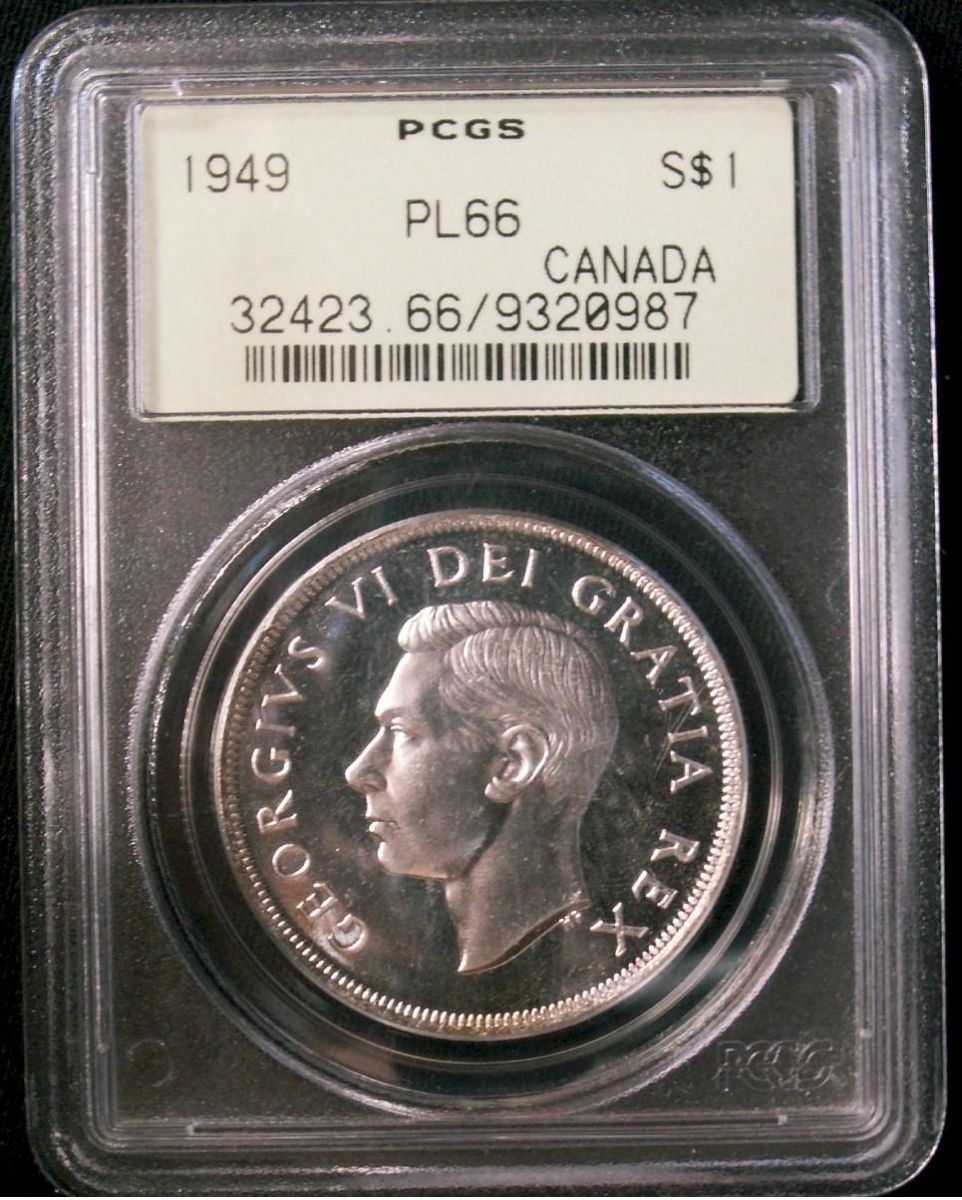 PCGS
1949 S$1
PL66
CANADA
32423.66/9320987
GEORGIVS VI DEI GRATIA REX
PCGS